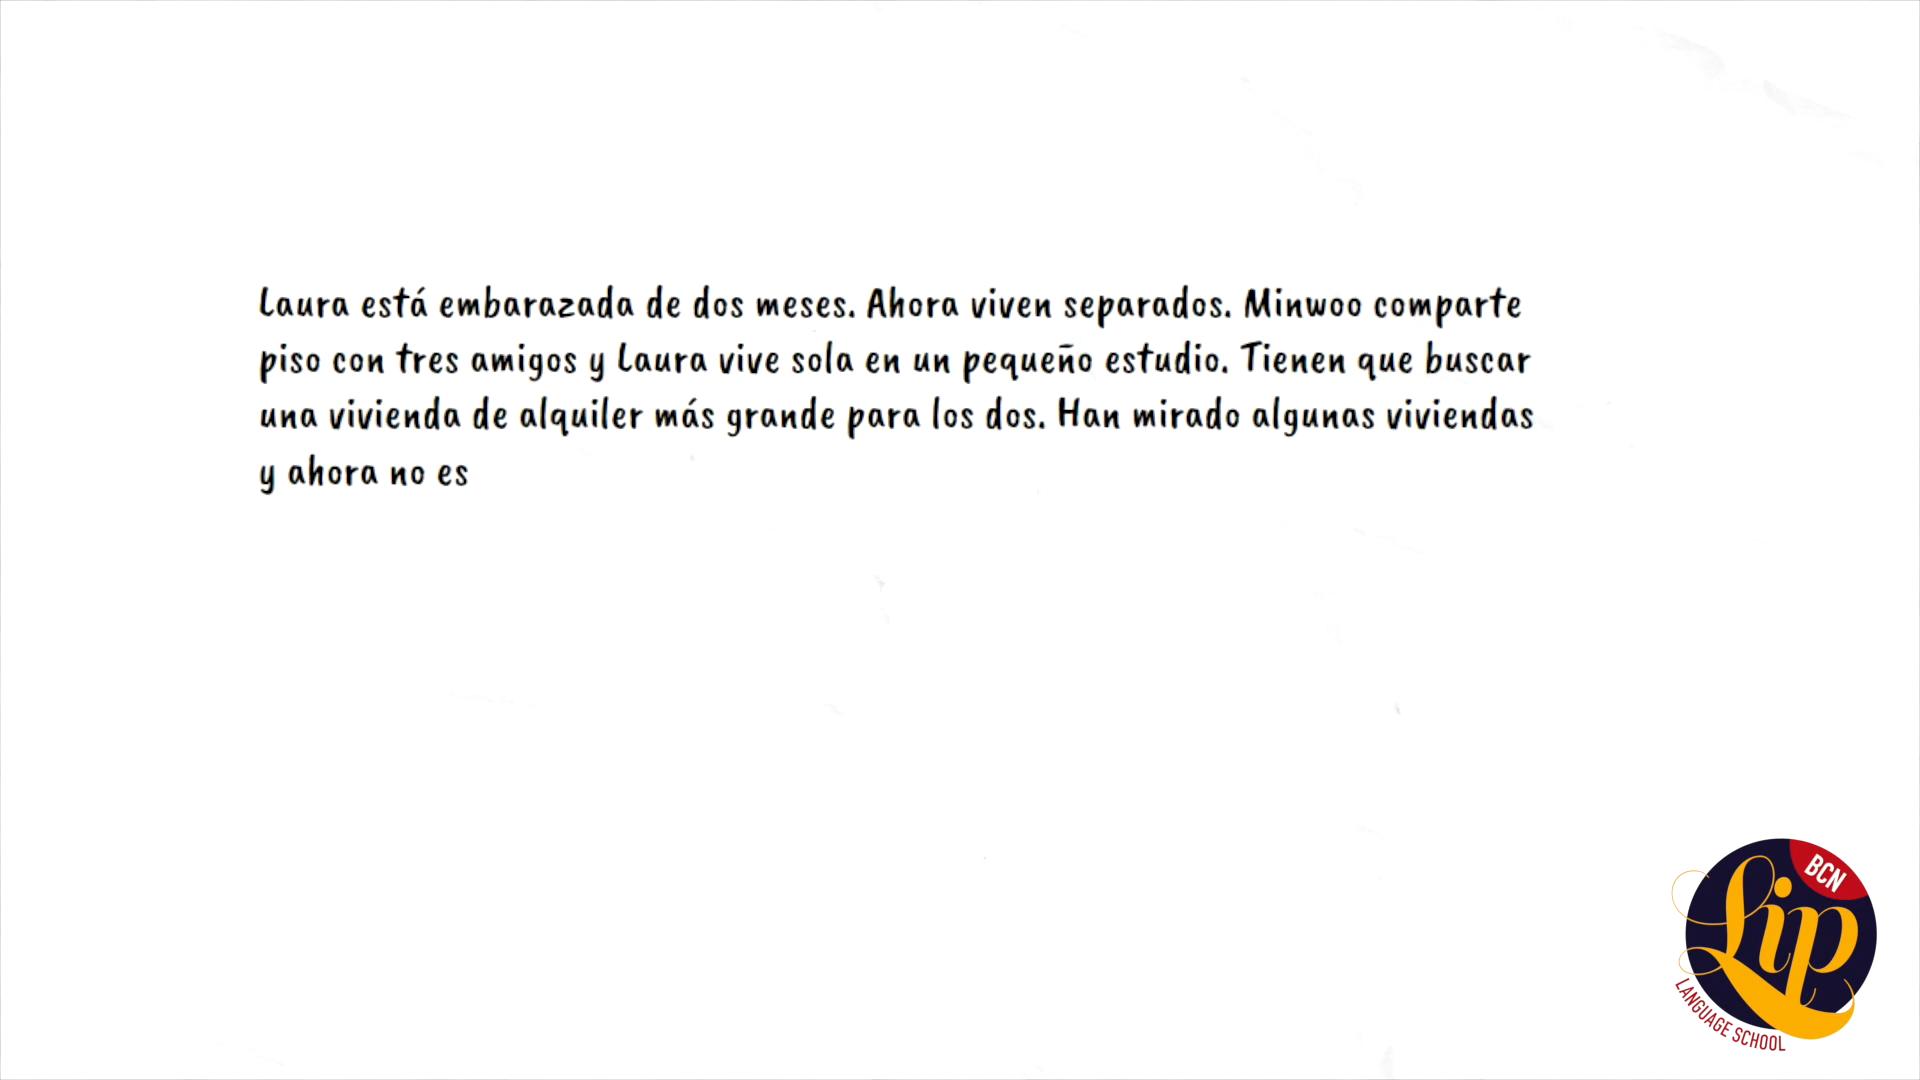 Laura está embarazada de dos meses. Ahora viven separados. Minwoo comparte
piso con tres amigos y Laura vive sola en un pequeño estudio. Tienen que buscar
una vivienda de alquiler más grande para los dos. Han mirado algunas viviendas
y ahora no es
BCN
Lip
LANGUAGE SCHOOL